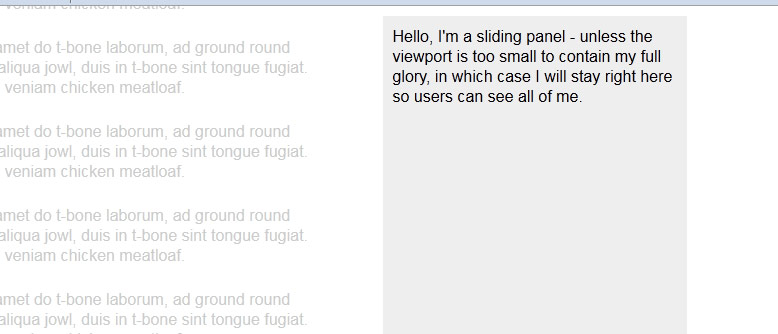 veniam chicken meatloaf.
amet do t-bone laborum, ad ground round
aliqua jowl, duis in t-bone sint tongue fugiat.
veniam chicken meatloaf.
amet do t-bone laborum, ad ground round
aliqua jowl, duis in t-bone sint tongue fugiat.
veniam chicken meatloaf.
amet do t-bone laborum, ad ground round
aliqua jowl, duis in t-bone sint tongue fugiat.
veniam chicken meatloaf.
amet do t-bone laborum, ad ground round
aliqua jowl, duis in t-bone sint tongue fugiat.
Hello, I'm a sliding panel - unless the
viewport is too small to contain my full
glory, in which case I will stay right here
so users can see all of me.